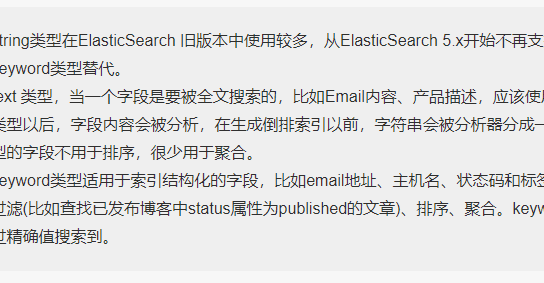 tring类型在ElasticSearch 旧版本中使用较多，从ElasticSearch 5.x开始不再支
eyword类型替代。
ext 类型，当一个字段是要被全文搜索的，比如Email内容、产品描述，应该使
类型以后，字段内容会被分析，在生成倒排索引以前，字符串会被分析器分成一
型的字段不用于排序，很少用于聚合。
eyword类型适用于索引结构化的字段，比如email地址、主机名、状态码和标签
过滤(比如查找已发布博客中status属性为published的文章)、排序、聚合。keyw
过精确值搜索到。